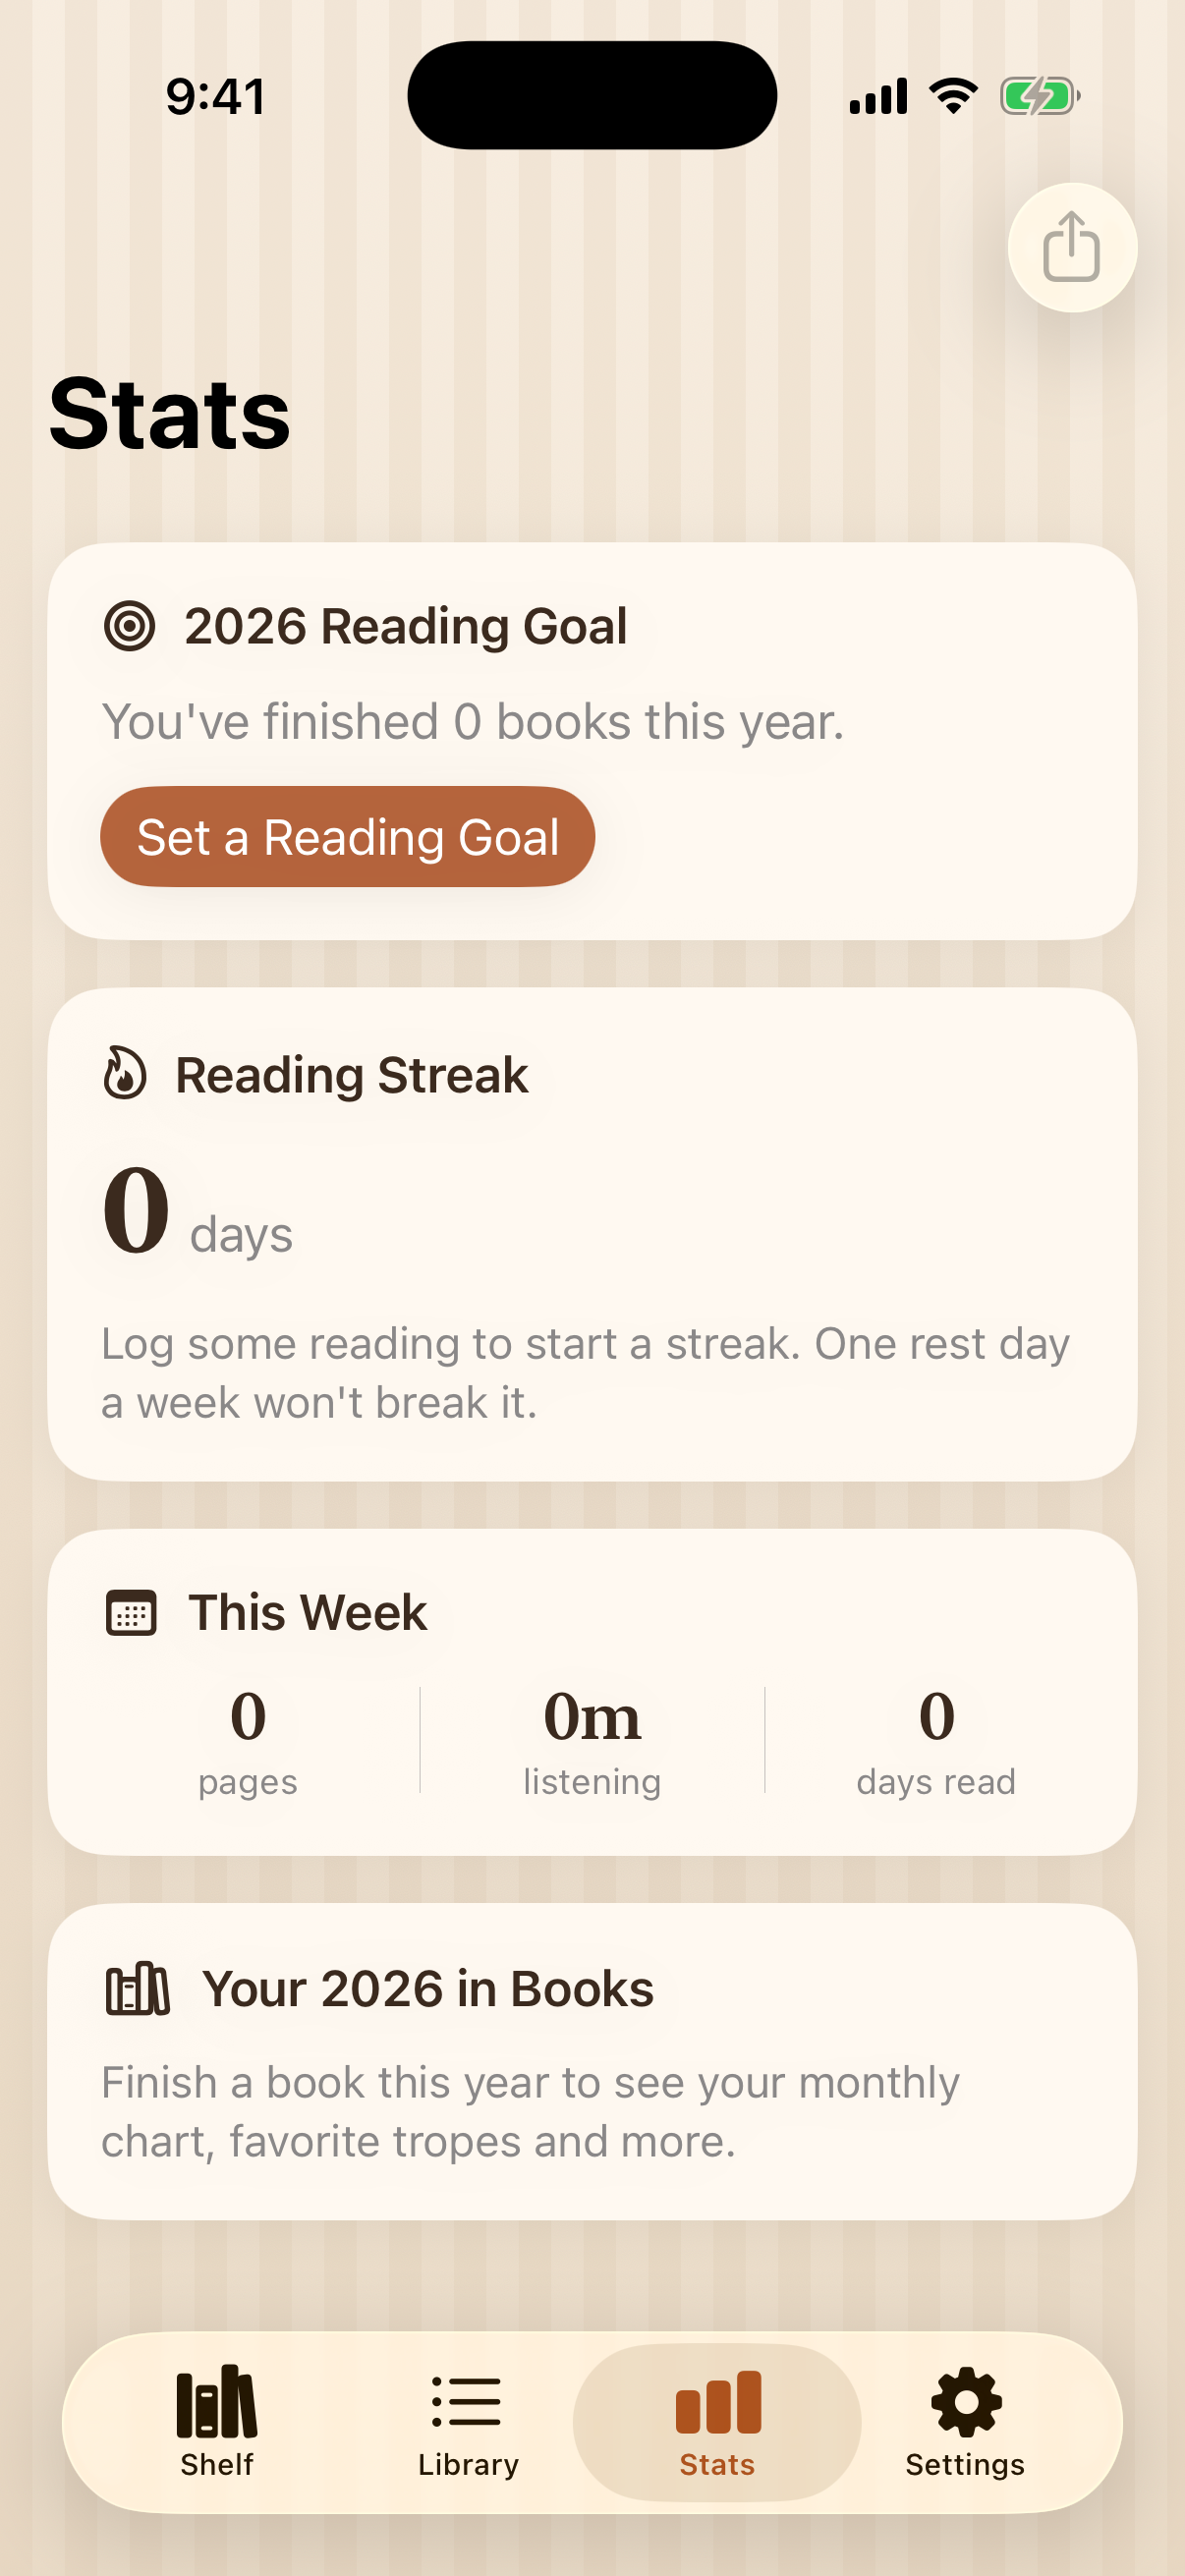 9:41
Stats
2026 Reading Goal
You've finished 0 books this year.
Set a Reading Goal
Reading Streak
0 days
Log some reading to start a streak. One rest day
a week won't break it.
This Week
0 0m 0
pages listening days read
Your 2026 in Books
Finish a book this year to see your monthly
chart, favorite tropes and more.
Shelf Library Stats Settings